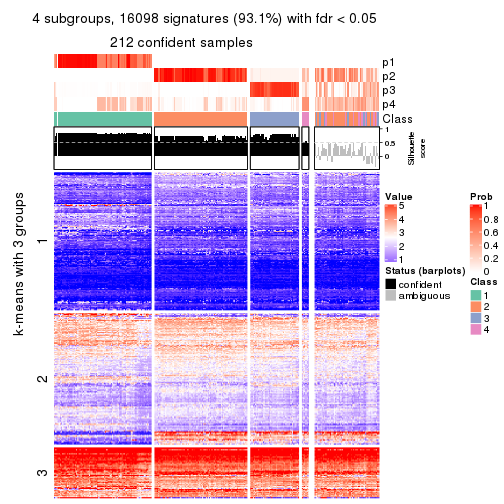 4 subgroups, 16098 signatures (93.1%) with fdr < 0.05
212 confident samples
p1
p2
p3
p4
Class
1
0.5
0
Silhouette
score
k-means with 3 groups
1
2
3
Value
5
4
3
2
1
Status (barplots)
confident
ambiguous
Prob
1
0.8
0.6
0.4
0.2
0
Class
1
2
3
4